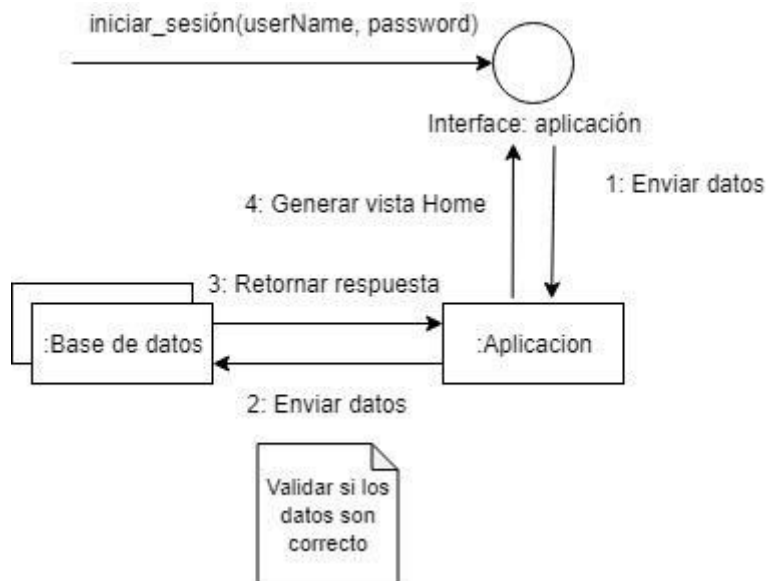 iniciar_sesión(userName, password)
Interface: aplicación
1: Enviar datos
4: Generar vista Home
3: Retornar respuesta
:Base de datos
:Aplicacion
2: Enviar datos
Validar si los
datos son
correcto